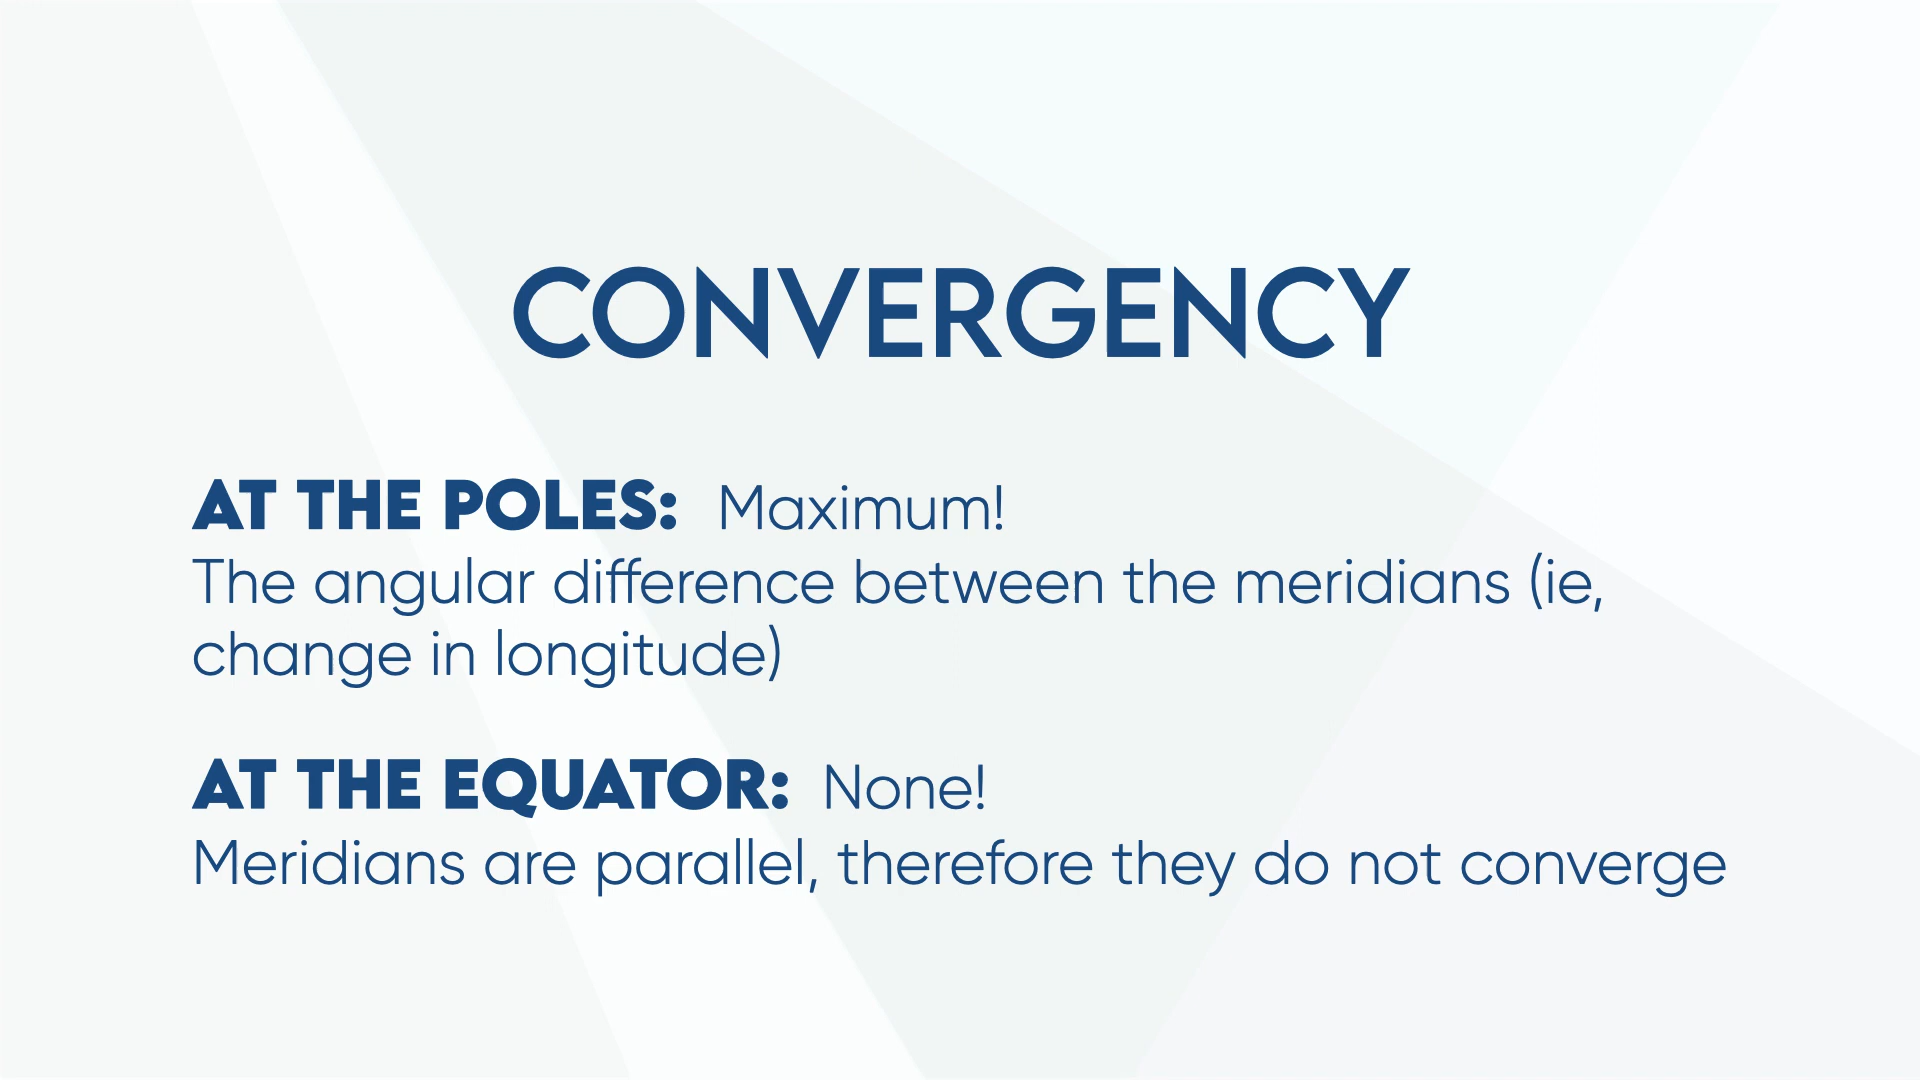 CONVERGENCY
AT THE POLES: Maximum!
The angular difference between the meridians (ie,
change in longitude)
AT THE EQUATOR: None!
Meridians are parallel, therefore they do not converge